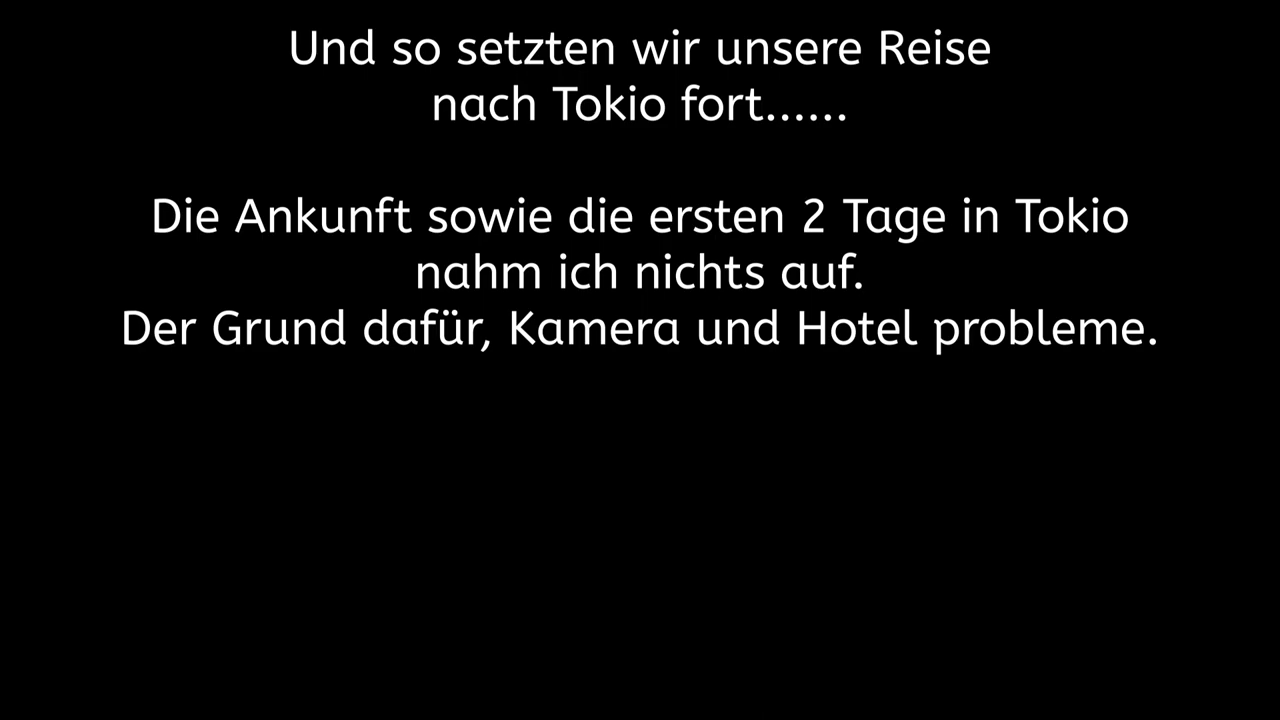 Und so setzten wir unsere Reise
nach Tokio fort......
Die Ankunft sowie die ersten 2 Tage in Tokio
nahm ich nichts auf.
Der Grund dafür, Kamera und Hotel probleme.